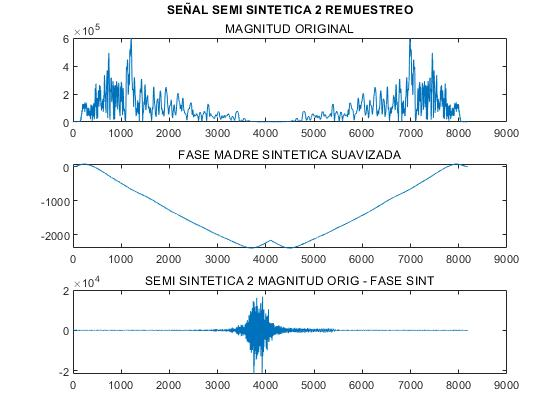 SEÑAL SEMI SINTETICA 2 REMUESTREO
MAGNITUD ORIGINAL
×10^5
6
4
2
0
0 1000 2000 3000 4000 5000 6000 7000 8000 9000
FASE MADRE SINTETICA SUAVIZADA
0
-1000
-2000
0 1000 2000 3000 4000 5000 6000 7000 8000 9000
SEMI SINTETICA 2 MAGNITUD ORIG - FASE SINT
×10^4
2
0
-2
0 1000 2000 3000 4000 5000 6000 7000 8000 9000